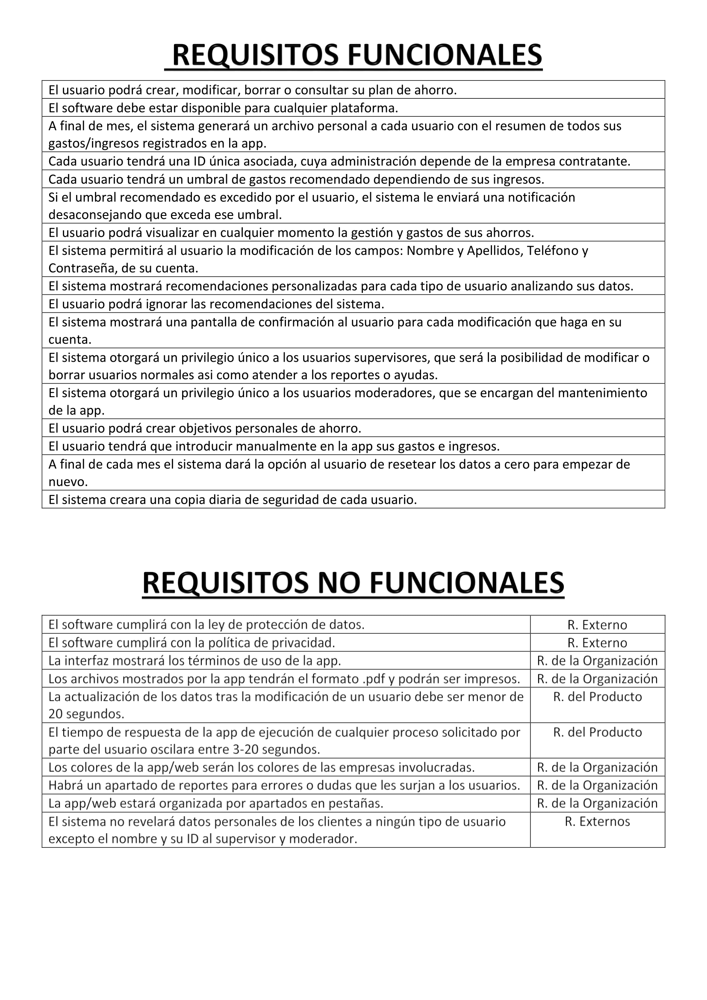 REQUISITOS FUNCIONALES
El usuario podrá crear, modificar, borrar o consultar su plan de ahorro.
El software debe estar disponible para cualquier plataforma.
A final de mes, el sistema generará un archivo personal a cada usuario con el resumen de todos sus
gastos/ingresos registrados en la app.
Cada usuario tendrá una ID única asociada, cuya administración depende de la empresa contratante.
Cada usuario tendrá un umbral de gastos recomendado dependiendo de sus ingresos.
Si el umbral recomendado es excedido por el usuario, el sistema le enviará una notificación
desaconsejando que exceda ese umbral.
El usuario podrá visualizar en cualquier momento la gestión y gastos de sus ahorros.
El sistema permitirá al usuario la modificación de los campos: Nombre y Apellidos, Teléfono y
Contraseña, de su cuenta.
El sistema mostrará recomendaciones personalizadas para cada tipo de usuario analizando sus datos.
El usuario podrá ignorar las recomendaciones del sistema.
El sistema mostrará una pantalla de confirmación al usuario para cada modificación que haga en su
cuenta.
El sistema otorgará un privilegio único a los usuarios supervisores, que será la posibilidad de modificar o
borrar usuarios normales asi como atender a los reportes o ayudas.
El sistema otorgará un privilegio único a los usuarios moderadores, que se encargan del mantenimiento
de la app.
El usuario podrá crear objetivos personales de ahorro.
El usuario tendrá que introducir manualmente en la app sus gastos e ingresos.
A final de cada mes el sistema dará la opción al usuario de resetear los datos a cero para empezar de
nuevo.
El sistema creara una copia diaria de seguridad de cada usuario.
REQUISITOS NO FUNCIONALES
El software cumplirá con la ley de protección de datos. R. Externo
El software cumplirá con la política de privacidad. R. Externo
La interfaz mostrará los términos de uso de la app. R. de la Organización
Los archivos mostrados por la app tendrán el formato .pdf y podrán ser impresos. R. de la Organización
La actualización de los datos tras la modificación de un usuario debe ser menor de R. del Producto
20 segundos.
El tiempo de respuesta de la app de ejecución de cualquier proceso solicitado por R. del Producto
parte del usuario oscilara entre 3-20 segundos.
Los colores de la app/web serán los colores de las empresas involucradas. R. de la Organización
Habrá un apartado de reportes para errores o dudas que les surjan a los usuarios. R. de la Organización
La app/web estará organizada por apartados en pestañas. R. de la Organización
El sistema no revelará datos personales de los clientes a ningún tipo de usuario R. Externos
excepto el nombre y su ID al supervisor y moderador.